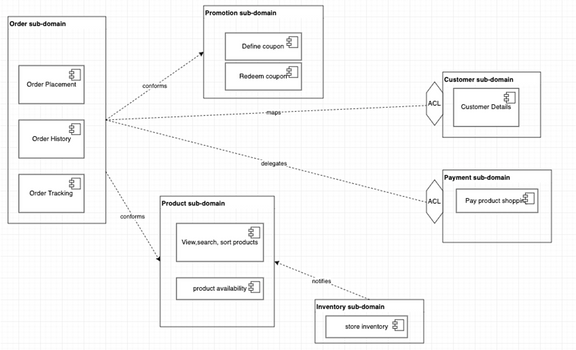 Order sub-domain
Order Placement
Order History
Order Tracking
Promotion sub-domain
Define coupon
Redeem coupon
conforms
maps
delegates
conforms
Customer sub-domain
ACL
Customer Details
Payment sub-domain
ACL
Pay product shoppin
Product sub-domain
View,search, sort products
product availability
notifies
Inventory sub-domain
store inventory